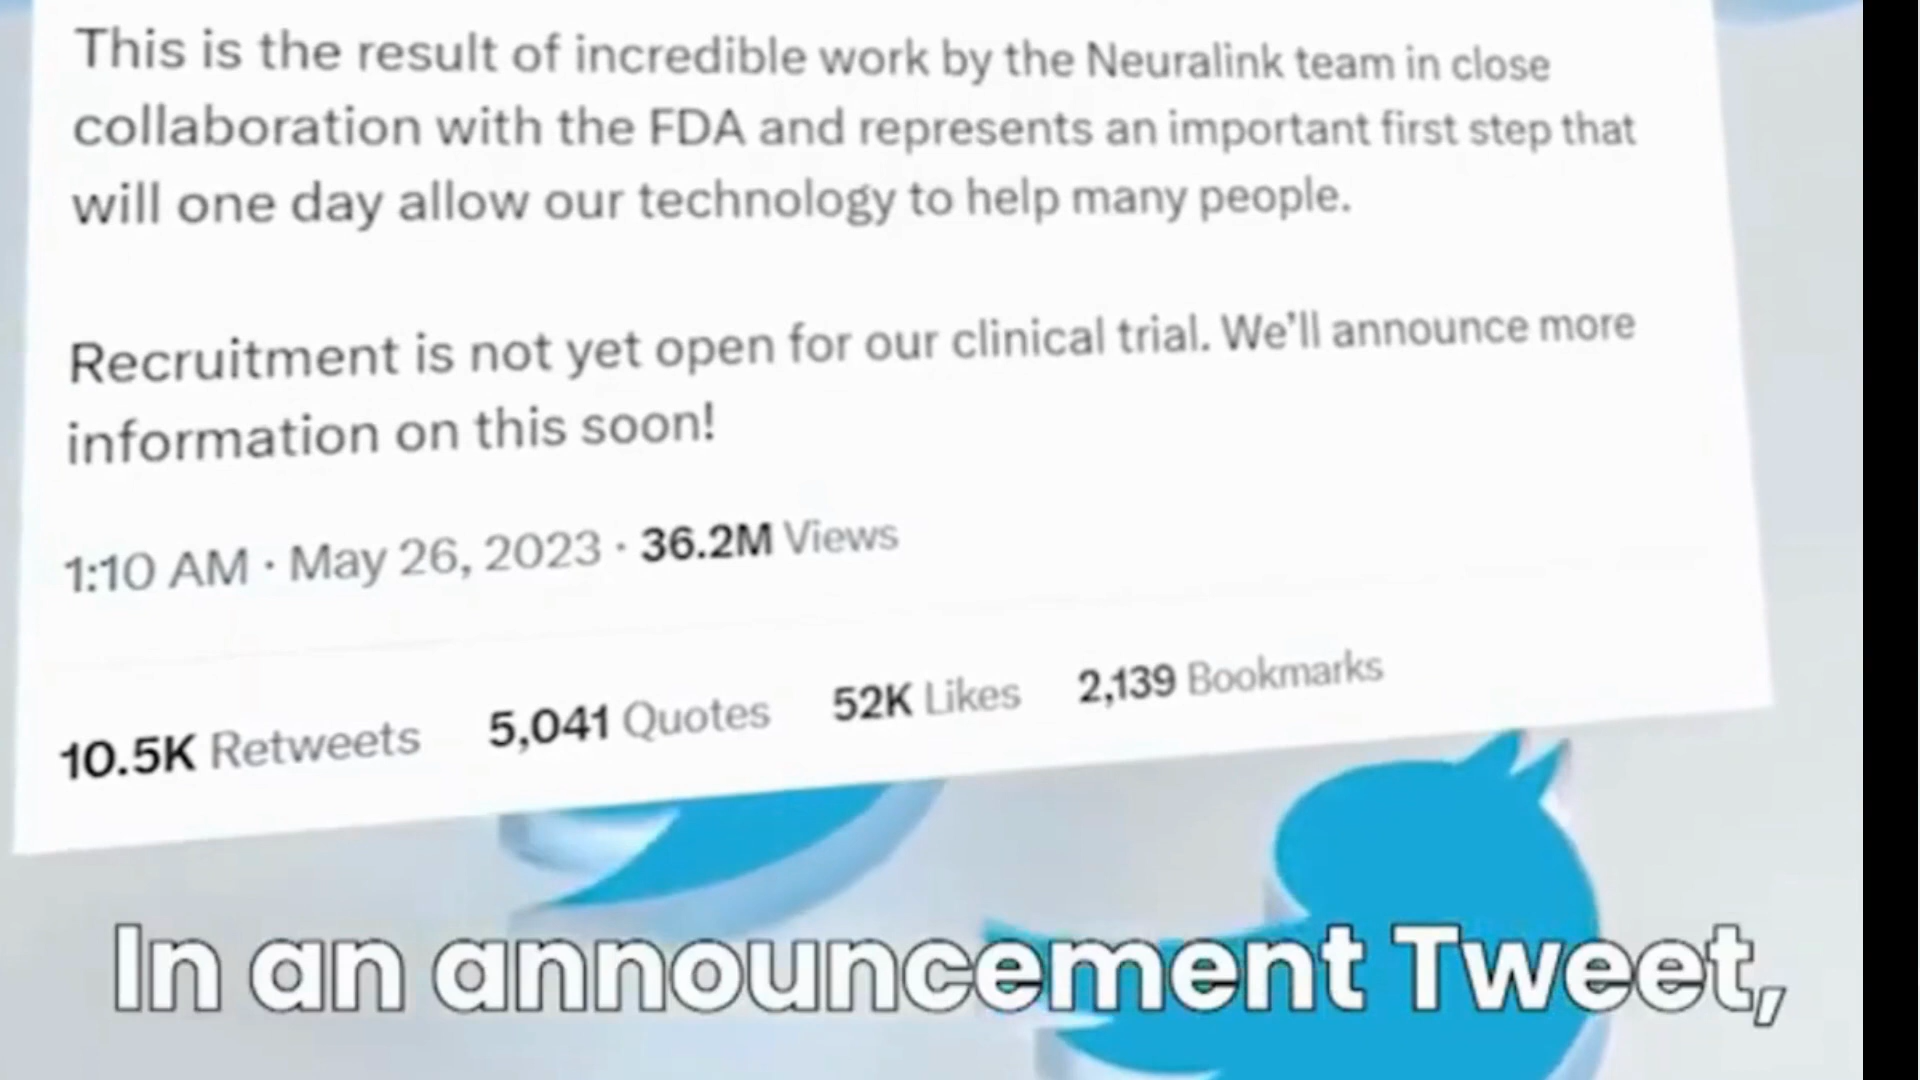 This is the result of incredible work by the Neuralink team in close
collaboration with the FDA and represents an important first step that
will one day allow our technology to help many people.
Recruitment is not yet open for our clinical trial. We'll announce more
information on this soon!
1:10 AM · May 26, 2023 · 36.2M Views
10.5K Retweets 5,041 Quotes 52K Likes 2,139 Bookmarks
In an announcement Tweet,